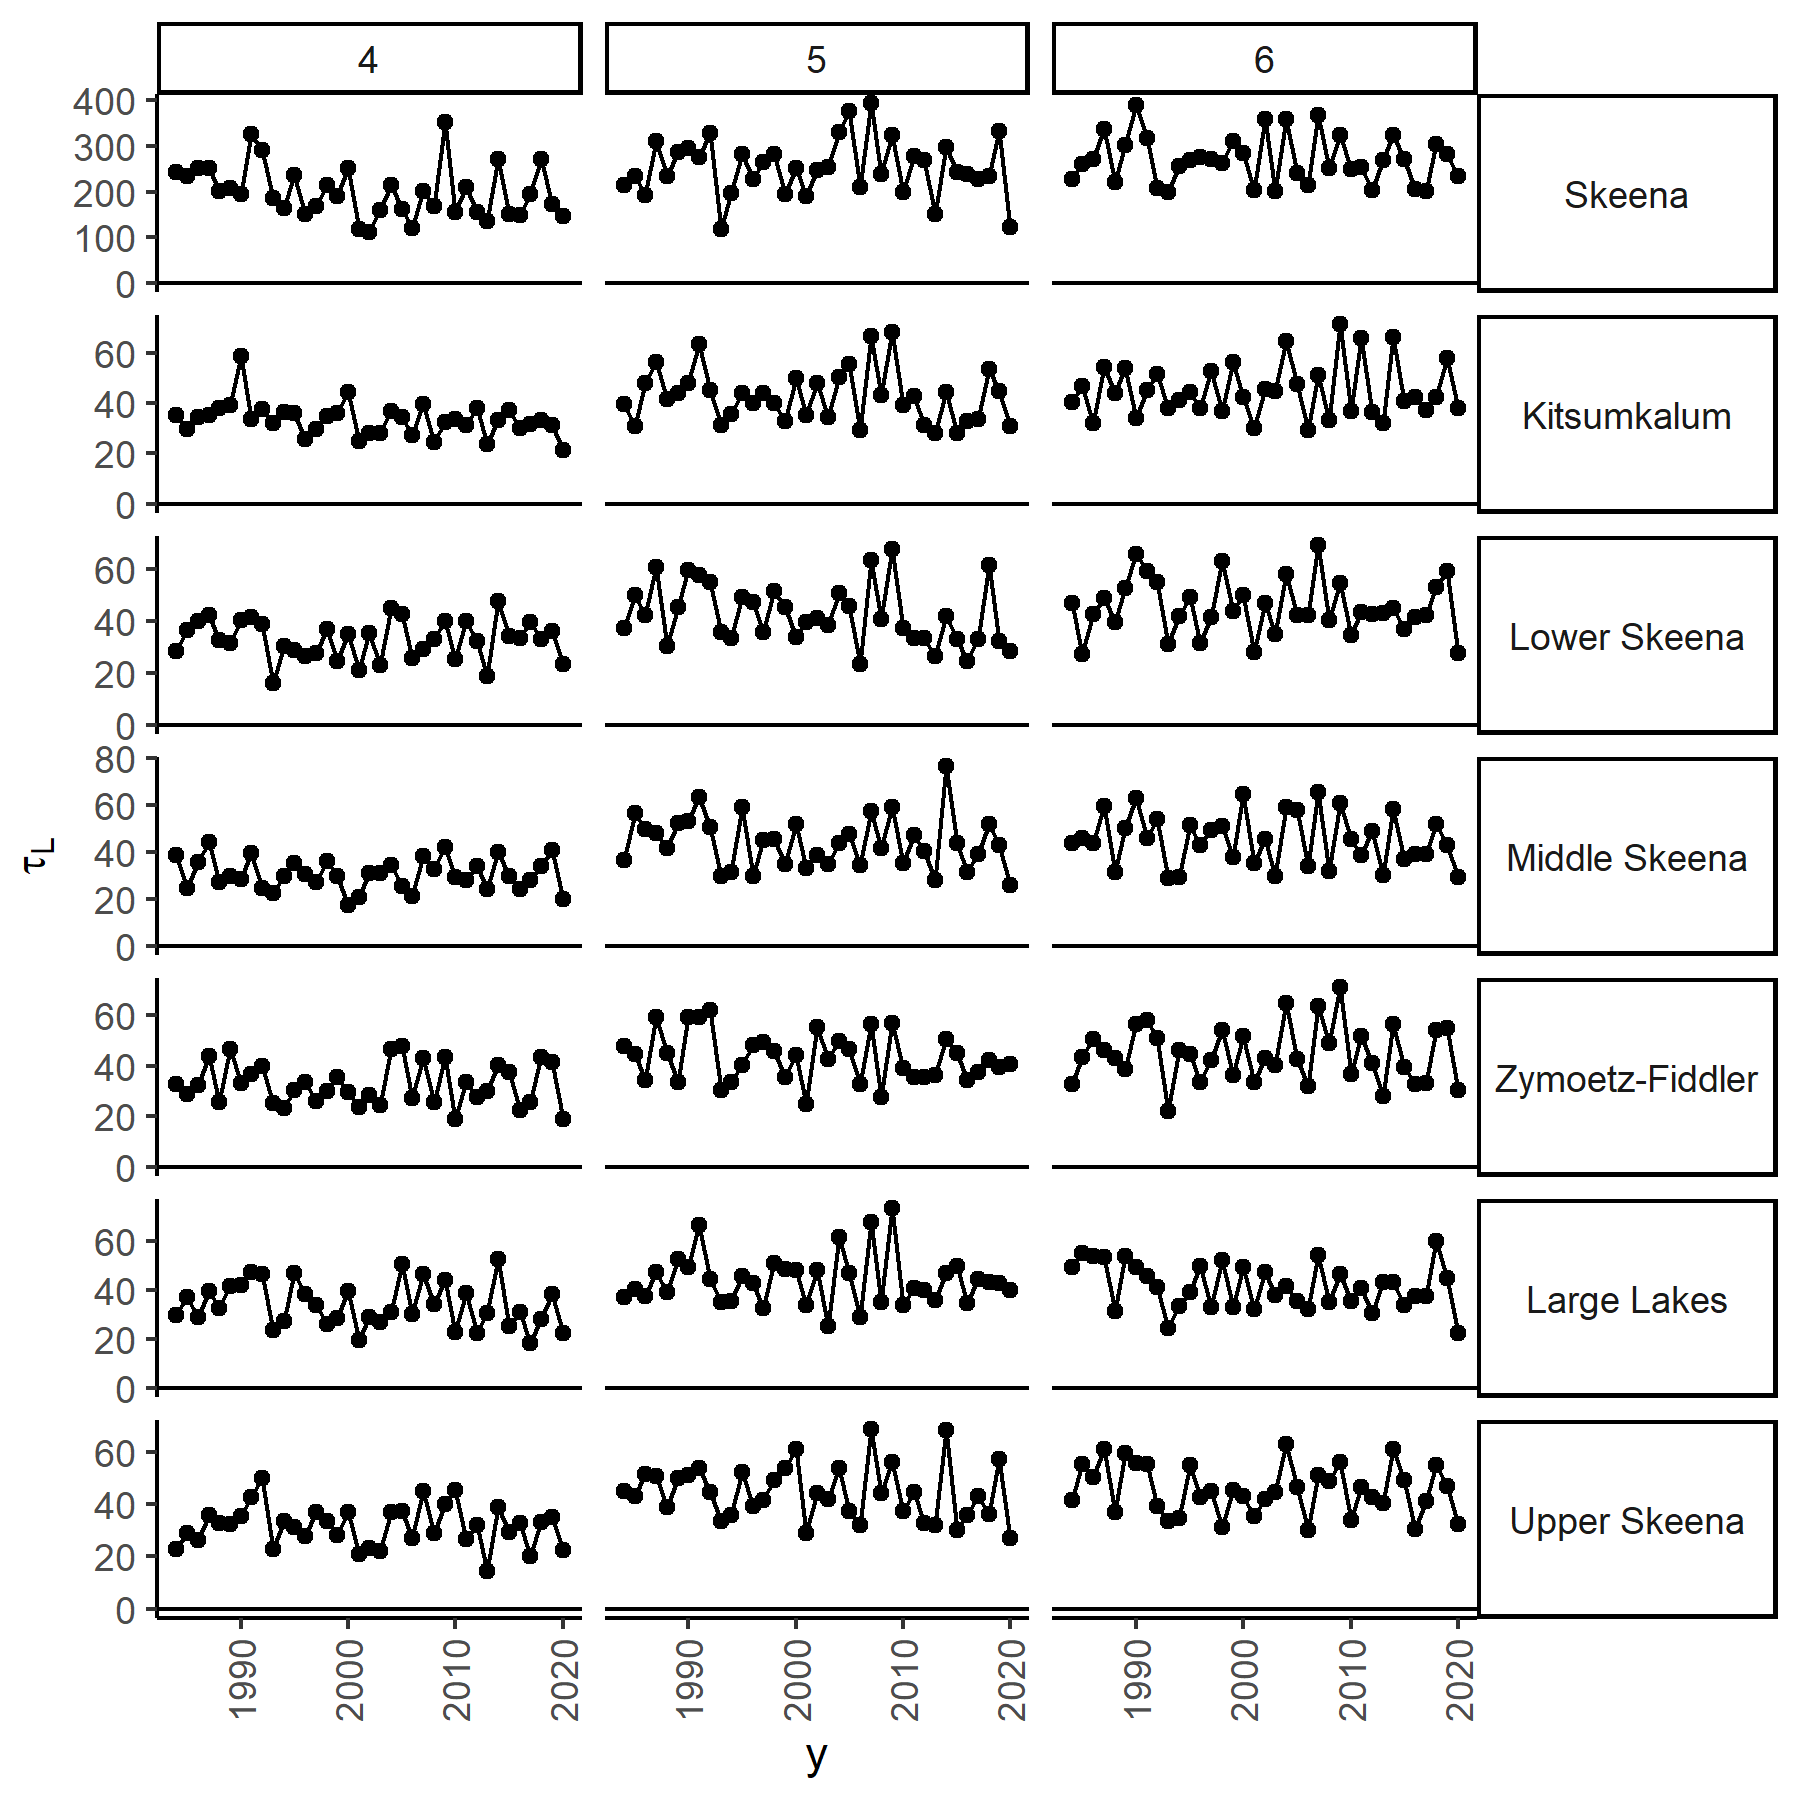 4 5 6
400
300
200
100
0
Skeena
60
40
20
0
Kitsumkalum
60
40
20
0
Lower Skeena
80
60
40
20
0
Middle Skeena
60
40
20
0
Zymoetz-Fiddler
60
40
20
0
Large Lakes
60
40
20
0
Upper Skeena
τL
1990 2000 2010 2020 1990 2000 2010 2020 1990 2000 2010 2020
y